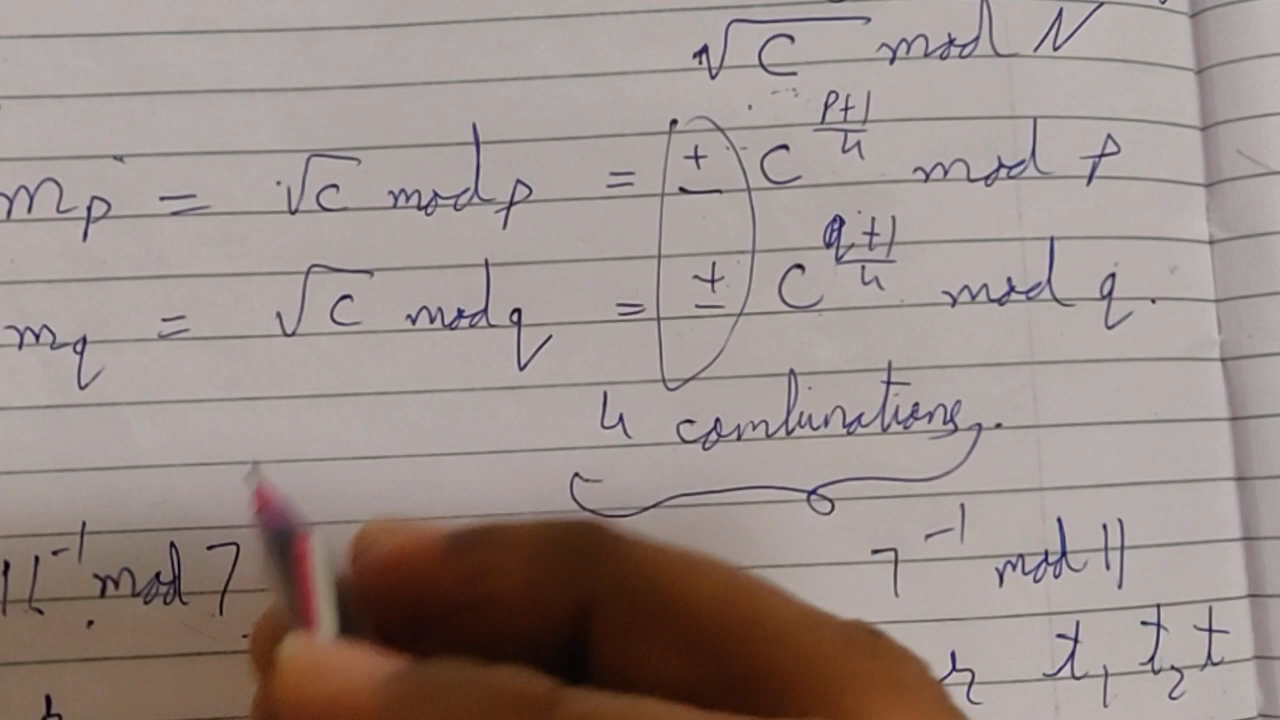 √C mod N
mp = √C mod p = ± C^((p+1)/4) mod p
mq = √C mod q = ± C^((q+1)/4) mod q.
4 combinations.
11^-1 mod 7 7^-1 mod 11
r t1 t2 t